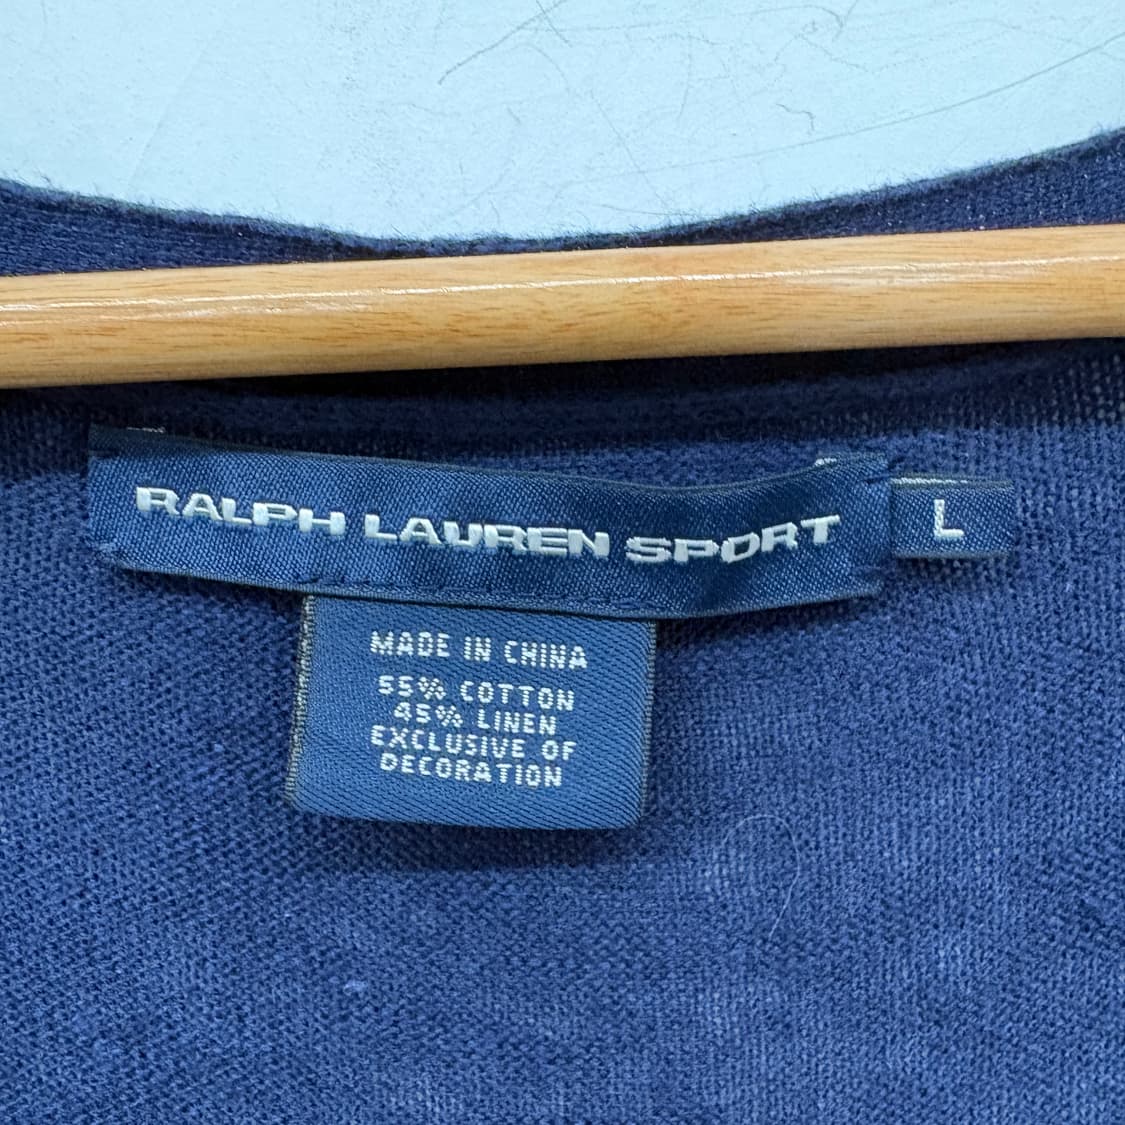 RALPH LAUREN SPORT
L
MADE IN CHINA
55% COTTON
45% LINEN
EXCLUSIVE OF
DECORATION